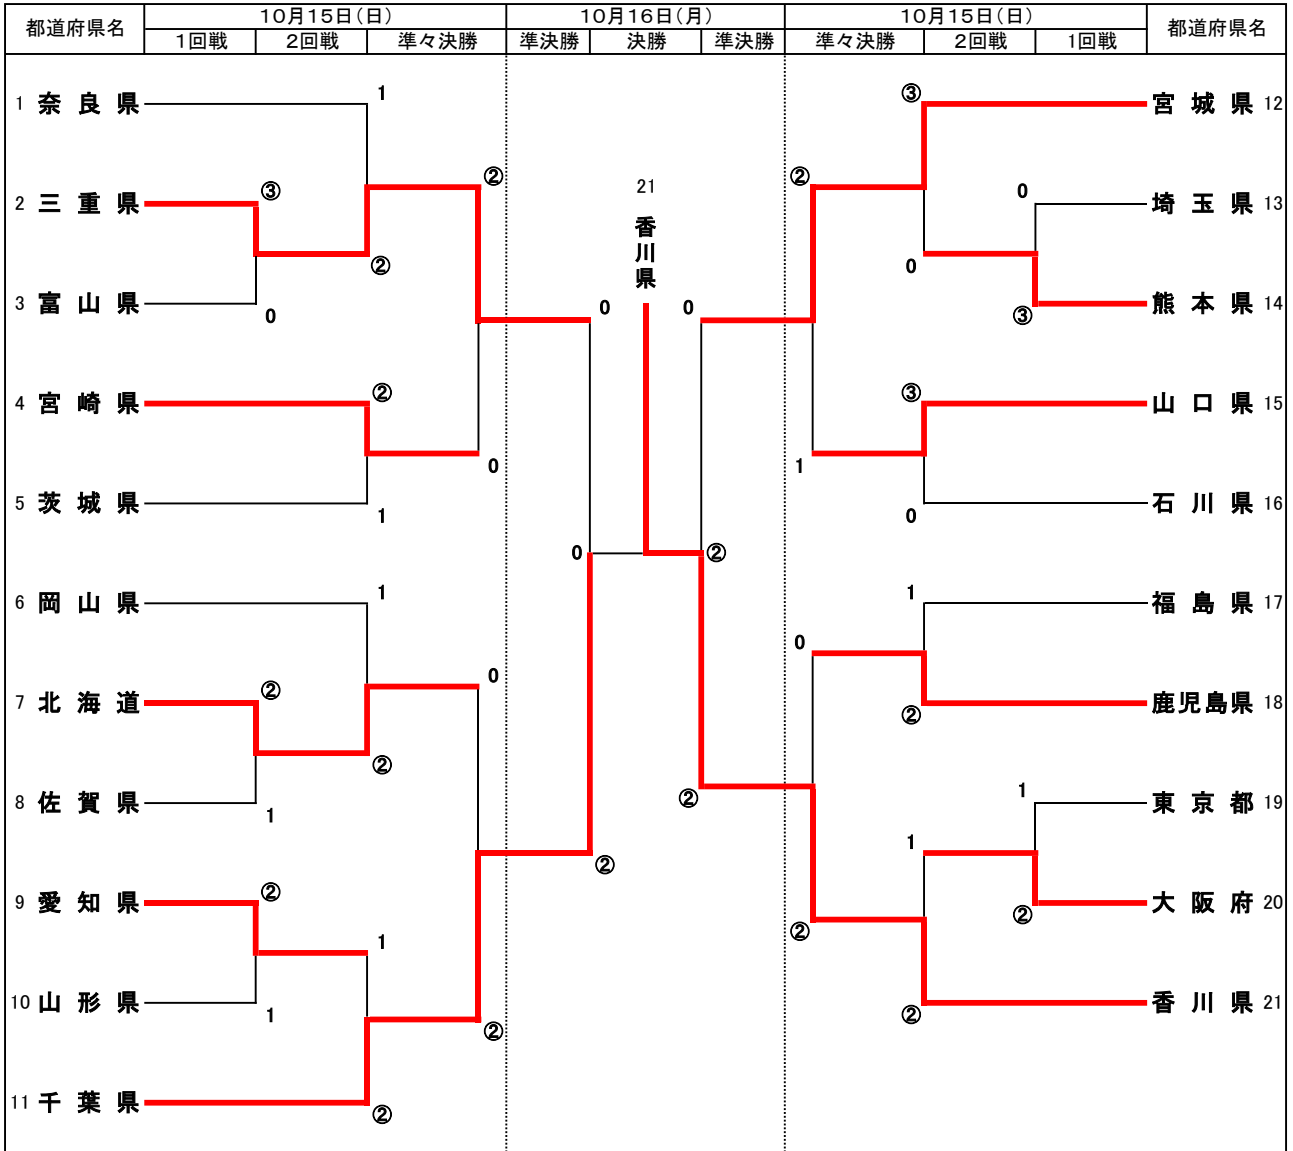 都道府県名 10月15日(日) 10月16日(月) 10月15日(日) 都道府県名
1回戦 2回戦 準々決勝 準決勝 決勝 準決勝 準々決勝 2回戦 1回戦
1 ③
1 奈良県 宮城県 12
② 21 ②
③ 0
2 三重県 埼玉県 13
香川県
② 0
3 富山県 0 0 熊本県 14
0 ③
② ③
4 宮崎県 山口県 15
0 1
5 茨城県 石川県 16
1 0
0 ②
1 1
6 岡山県 福島県 17
0 0
② 
7 北海道 鹿児島県 18
②
② ② 1
8 佐賀県 東京都 19
1
1
②
②
9 愛知県 大阪府 20
②
1 ②
10 山形県 香川県 21
1 ② ②
11 千葉県
②